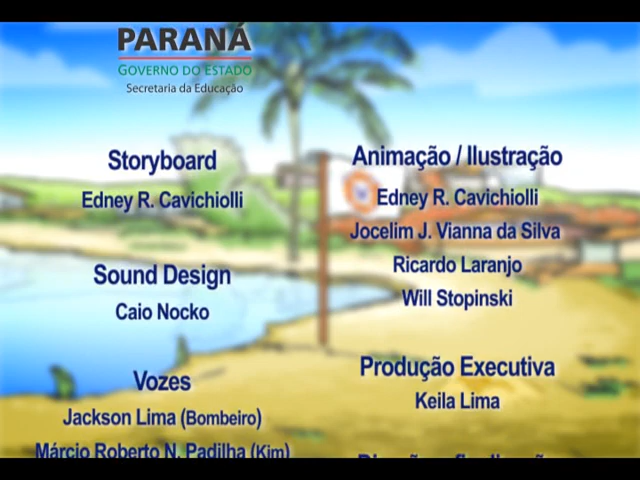 PARANÁ
GOVERNO DO ESTADO
Secretaria da Educação
Storyboard
Edney R. Cavichiolli
Sound Design
Caio Nocko
Vozes
Jackson Lima (Bombeiro)
Márcio Roberto N. Padilha (Kim)
Animação / Ilustração
Edney R. Cavichiolli
Jocelim J. Vianna da Silva
Ricardo Laranjo
Will Stopinski
Produção Executiva
Keila Lima